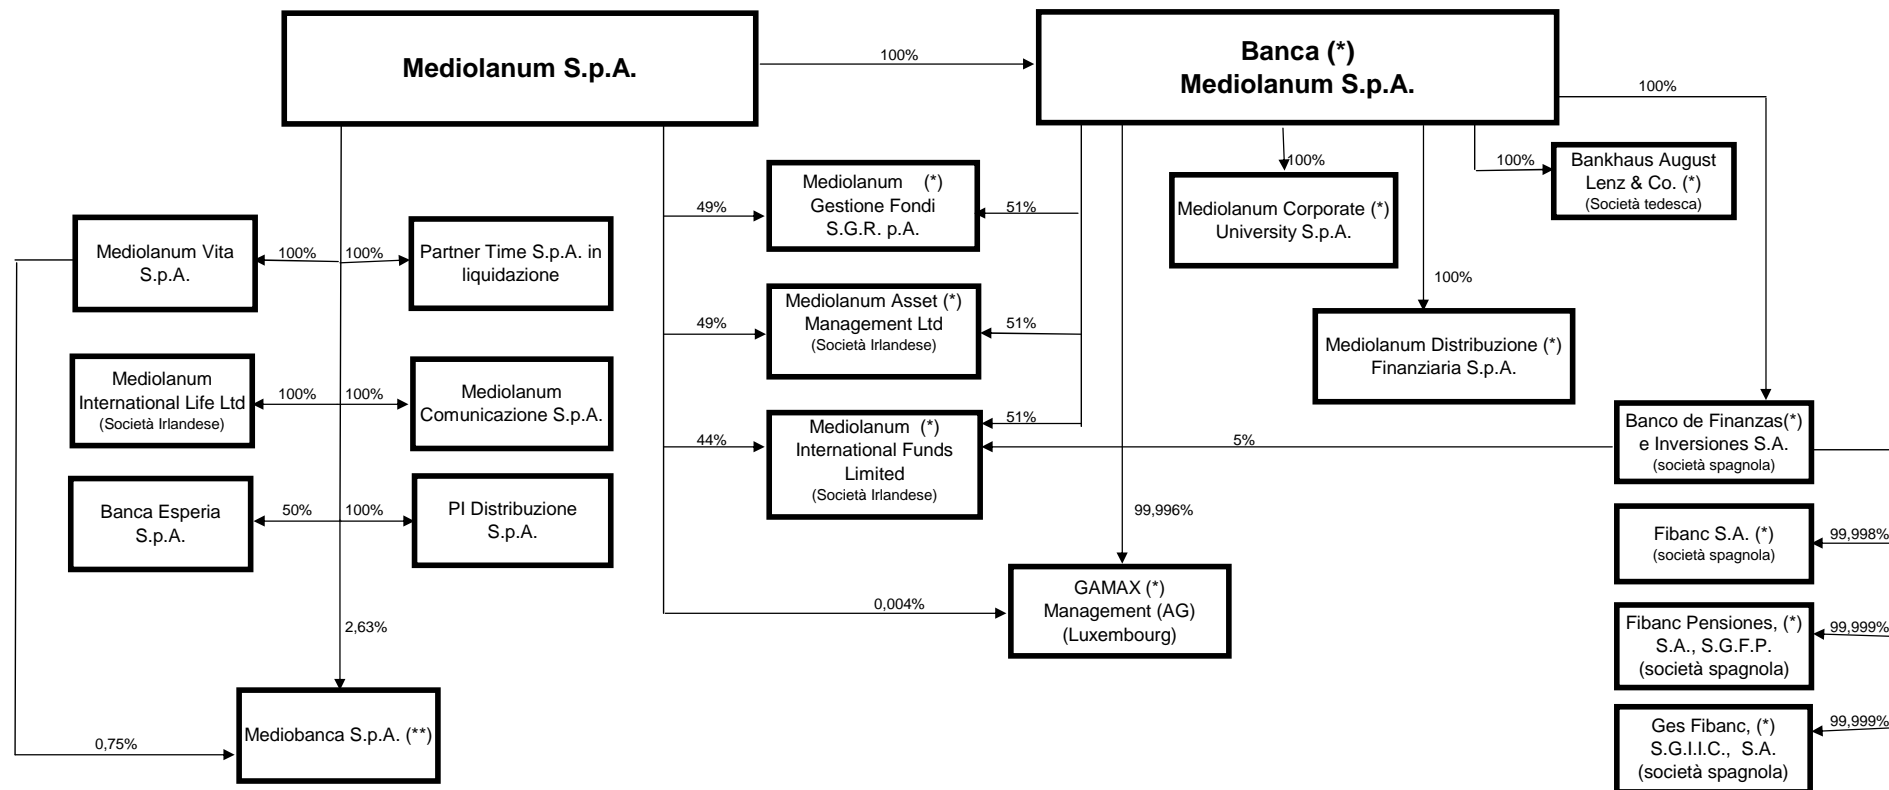 Mediolanum S.p.A.
100%
Banca (*)
Mediolanum S.p.A.
100%
100%
100%
Bankhaus August
Lenz & Co. (*)
(Società tedesca)
Mediolanum (*)
Gestione Fondi
S.G.R. p.A.
49%
51%
Mediolanum Corporate (*)
University S.p.A.
Mediolanum Vita
S.p.A.
100%
100%
Partner Time S.p.A. in
liquidazione
100%
Mediolanum Asset (*)
Management Ltd
(Società Irlandese)
49%
51%
Mediolanum Distribuzione (*)
Finanziaria S.p.A.
Mediolanum
International Life Ltd
(Società Irlandese)
100%
100%
Mediolanum
Comunicazione S.p.A.
Mediolanum (*)
International Funds
Limited
(Società Irlandese)
44%
51%
5%
Banco de Finanzas(*)
e Inversiones S.A.
(società spagnola)
Banca Esperia
S.p.A.
50%
100%
PI Distribuzione
S.p.A.
99,996%
Fibanc S.A. (*)
(società spagnola)
99,998%
GAMAX (*)
Management (AG)
(Luxembourg)
0,004%
2,63%
Fibanc Pensiones, (*)
S.A., S.G.F.P.
(società spagnola)
99,999%
Mediobanca S.p.A. (**)
0,75%
Ges Fibanc, (*)
S.G.I.I.C., S.A.
(società spagnola)
99,999%